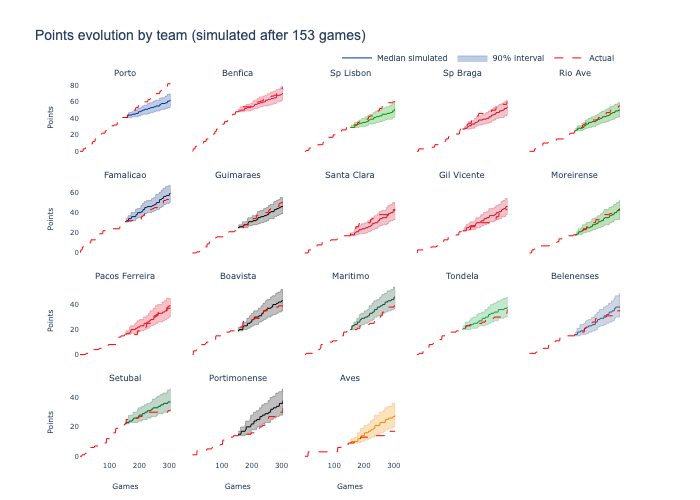 Points evolution by team (simulated after 153 games)
Median simulated 90% interval Actual
Porto Benfica Sp Lisbon Sp Braga Rio Ave
80
60
40
20
0
Points
Famalicao Guimaraes Santa Clara Gil Vicente Moreirense
60
40
20
0
Points
Pacos Ferreira Boavista Maritimo Tondela Belenenses
40
20
0
Points
Setubal Portimonense Aves
40
20
0
Points
100 200 300 100 200 300 100 200 300
Games Games Games